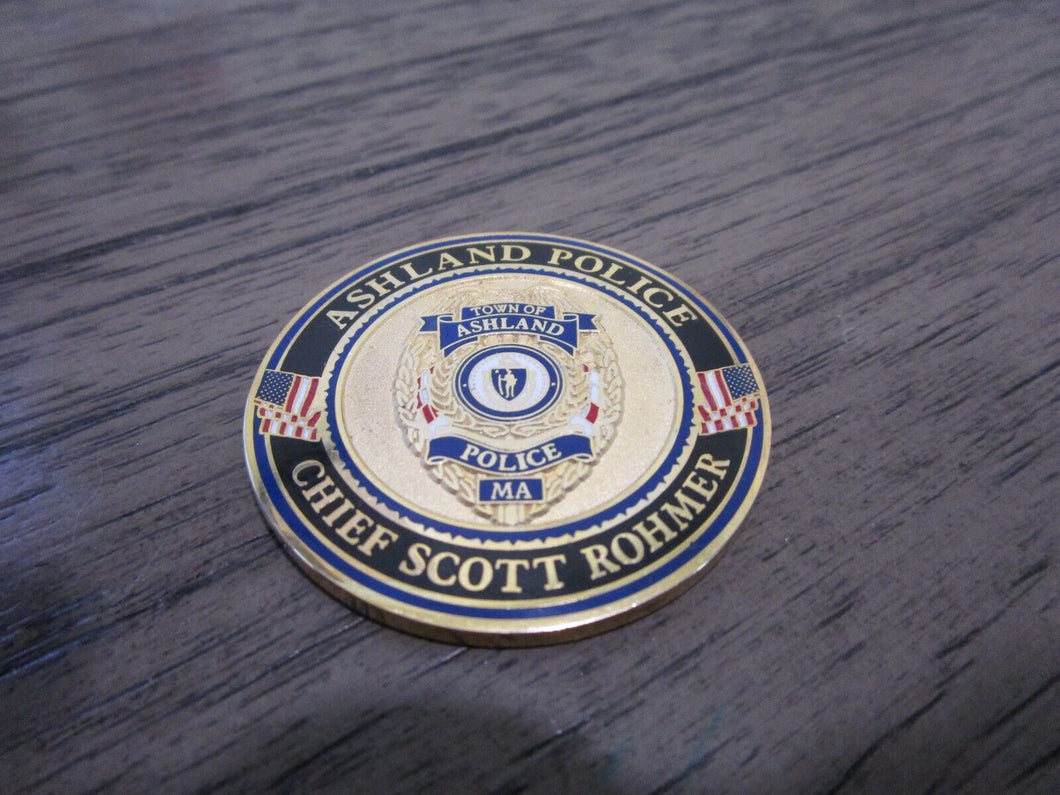 ASHLAND POLICE
TOWN OF
ASHLAND
POLICE
MA
CHIEF SCOTT ROHMER